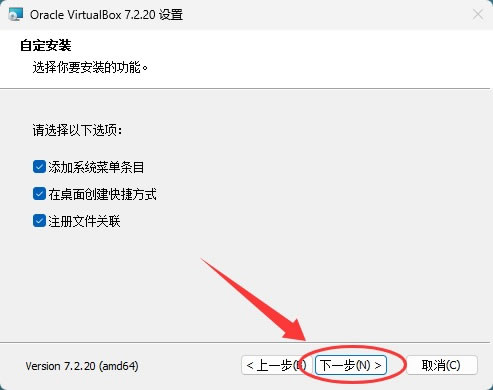 Oracle VirtualBox 7.2.20 设置
自定安装
选择你要安装的功能。
请选择以下选项：
添加系统菜单条目
在桌面创建快捷方式
注册文件关联
Version 7.2.20 (amd64) < 上一步(B) 下一步(N) > 取消(C)